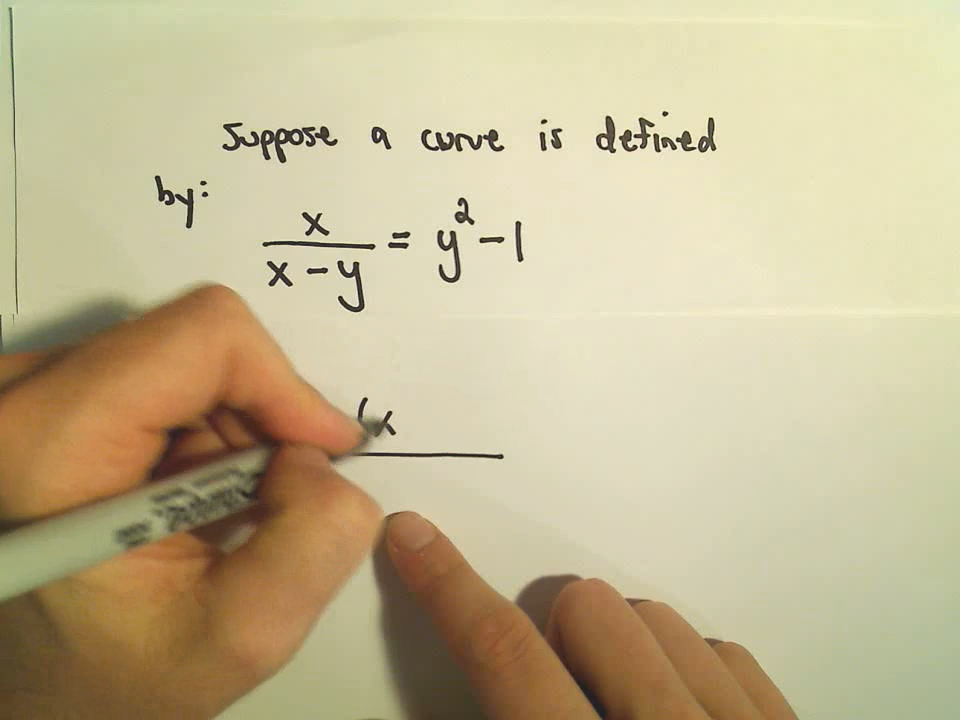 Suppose a curve is defined
by:
x/(x-y) = y²-1
(x